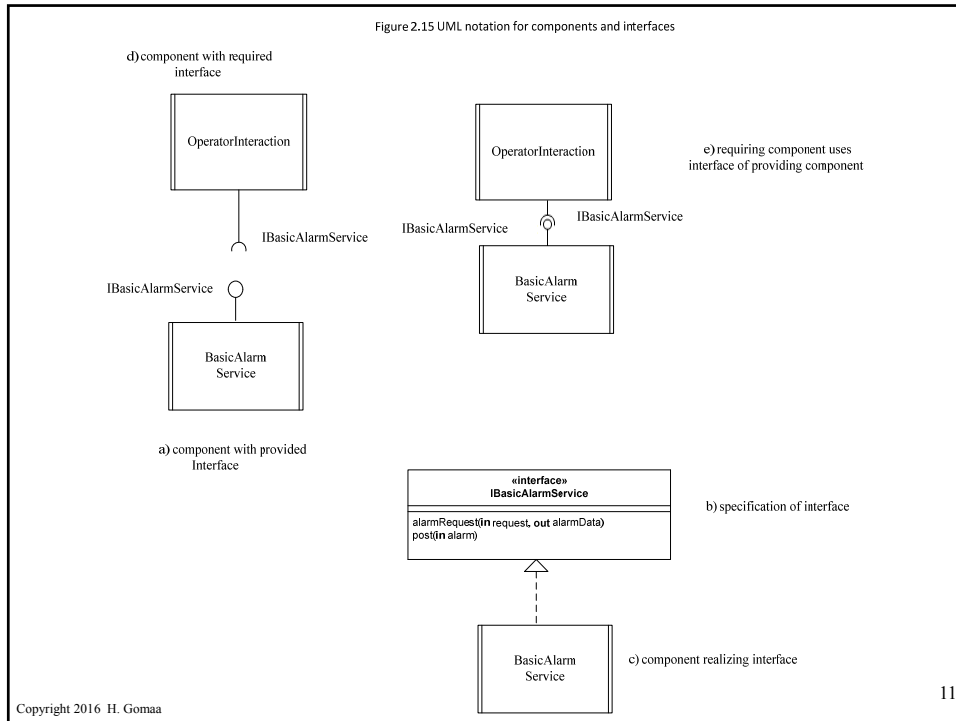 Figure 2.15 UML notation for components and interfaces
d) component with required
interface
OperatorInteraction
IBasicAlarmService
IBasicAlarmService
BasicAlarm
Service
a) component with provided
Interface
OperatorInteraction
IBasicAlarmService
IBasicAlarmService
BasicAlarm
Service
e) requiring component uses
interface of providing component
«interface»
IBasicAlarmService
alarmRequest(in request, out alarmData)
post(in alarm)
b) specification of interface
BasicAlarm
Service
c) component realizing interface
Copyright 2016 H. Gomaa
11